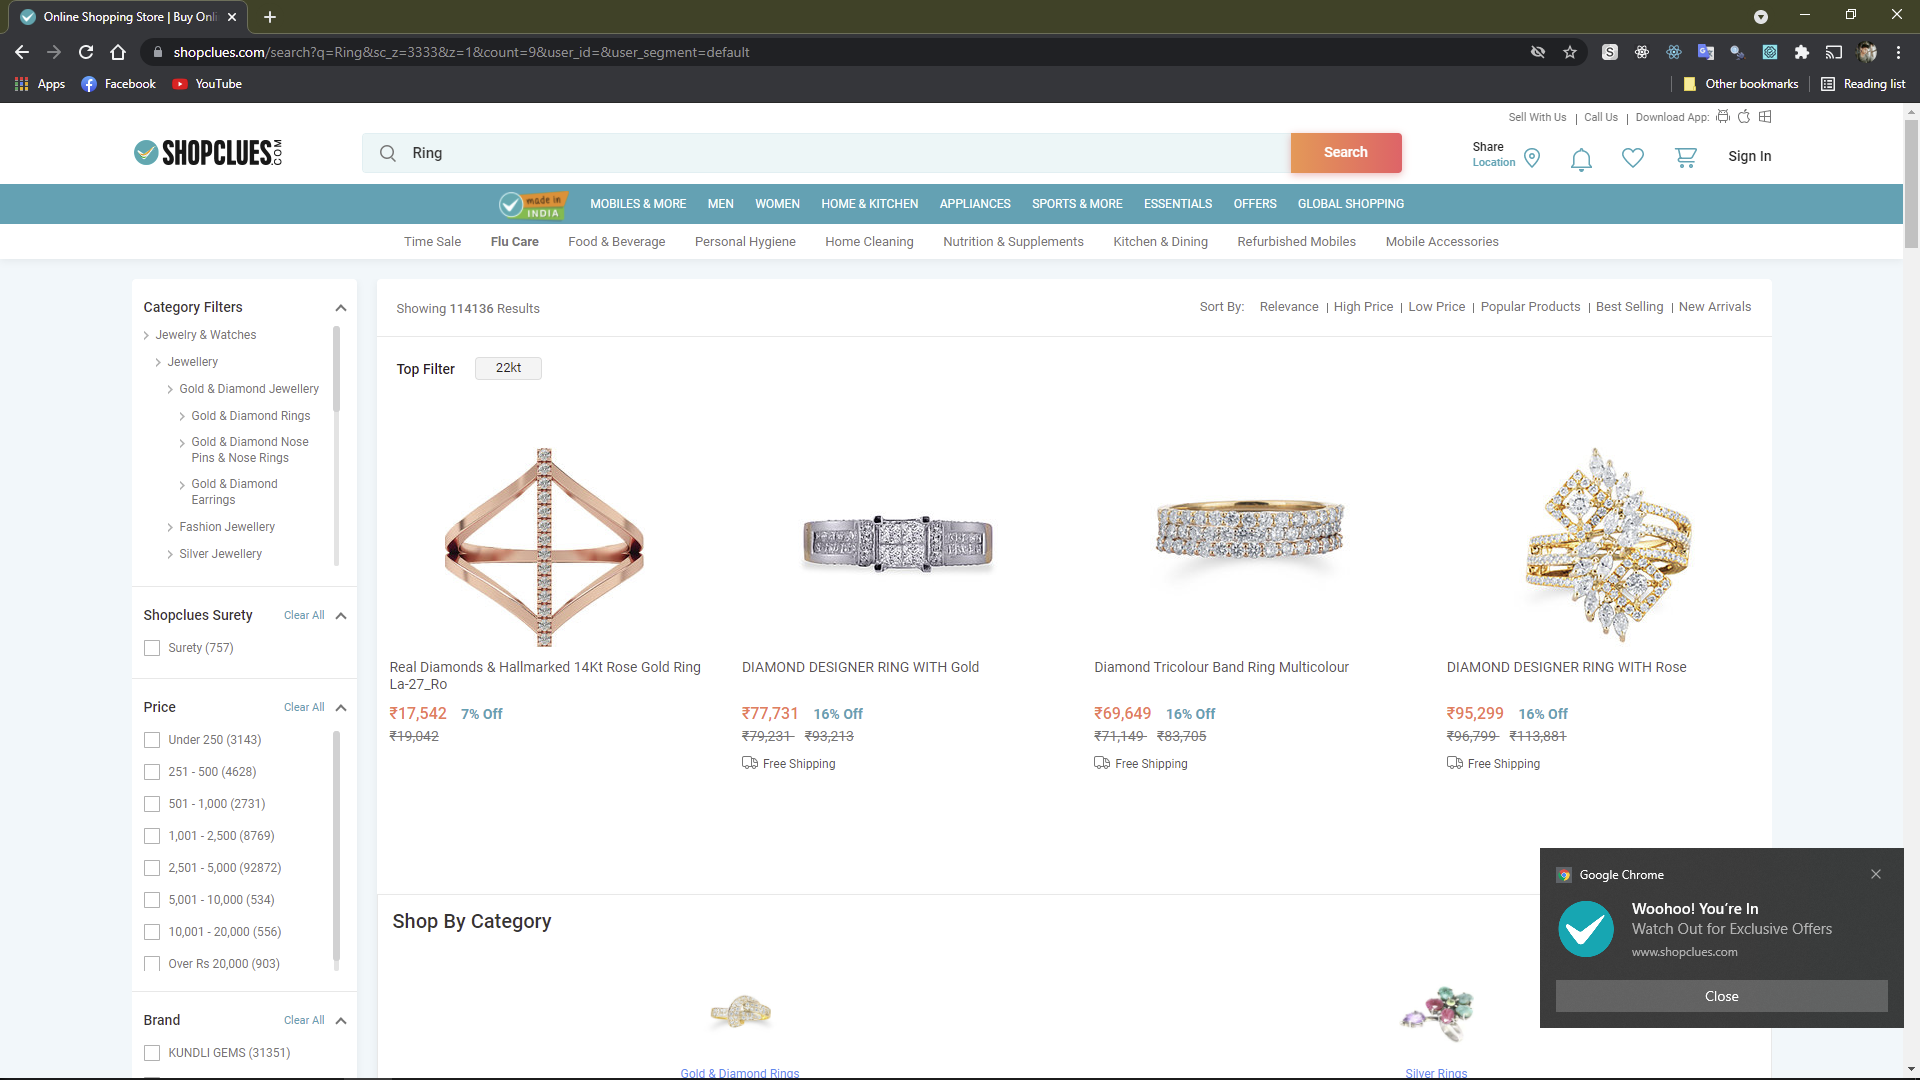 Online Shopping Store | Buy Onli
shopclues.com/search?q=Ring&sc_z=3333&z=1&count=9&user_id=&user_segment=default
Apps
Facebook
YouTube
Other bookmarks
Reading list
Sell With Us | Call Us | Download App:
SHOPCLUES.COM
Ring
Search
Share
Location
Sign In
made in
INDIA
MOBILES & MORE
MEN
WOMEN
HOME & KITCHEN
APPLIANCES
SPORTS & MORE
ESSENTIALS
OFFERS
GLOBAL SHOPPING
Time Sale
Flu Care
Food & Beverage
Personal Hygiene
Home Cleaning
Nutrition & Supplements
Kitchen & Dining
Refurbished Mobiles
Mobile Accessories
Category Filters
Jewelry & Watches
Jewellery
Gold & Diamond Jewellery
Gold & Diamond Rings
Gold & Diamond Nose
Pins & Nose Rings
Gold & Diamond
Earrings
Fashion Jewellery
Silver Jewellery
Shopclues Surety
Clear All
Surety (757)
Price
Clear All
Under 250 (3143)
251 - 500 (4628)
501 - 1,000 (2731)
1,001 - 2,500 (8769)
2,501 - 5,000 (92872)
5,001 - 10,000 (534)
10,001 - 20,000 (556)
Over Rs 20,000 (903)
Brand
Clear All
KUNDLI GEMS (31351)
Showing 114136 Results
Sort By: Relevance | High Price | Low Price | Popular Products | Best Selling | New Arrivals
Top Filter
22kt
Real Diamonds & Hallmarked 14Kt Rose Gold Ring
La-27_Ro
₹17,542 7% Off
₹19,042
DIAMOND DESIGNER RING WITH Gold
₹77,731 16% Off
₹79,231 ₹93,213
Free Shipping
Diamond Tricolour Band Ring Multicolour
₹69,649 16% Off
₹71,149 ₹83,705
Free Shipping
DIAMOND DESIGNER RING WITH Rose
₹95,299 16% Off
₹96,799 ₹113,881
Free Shipping
Shop By Category
Gold & Diamond Rings
Silver Rings
Google Chrome
Woohoo! You’re In
Watch Out for Exclusive Offers
www.shopclues.com
Close